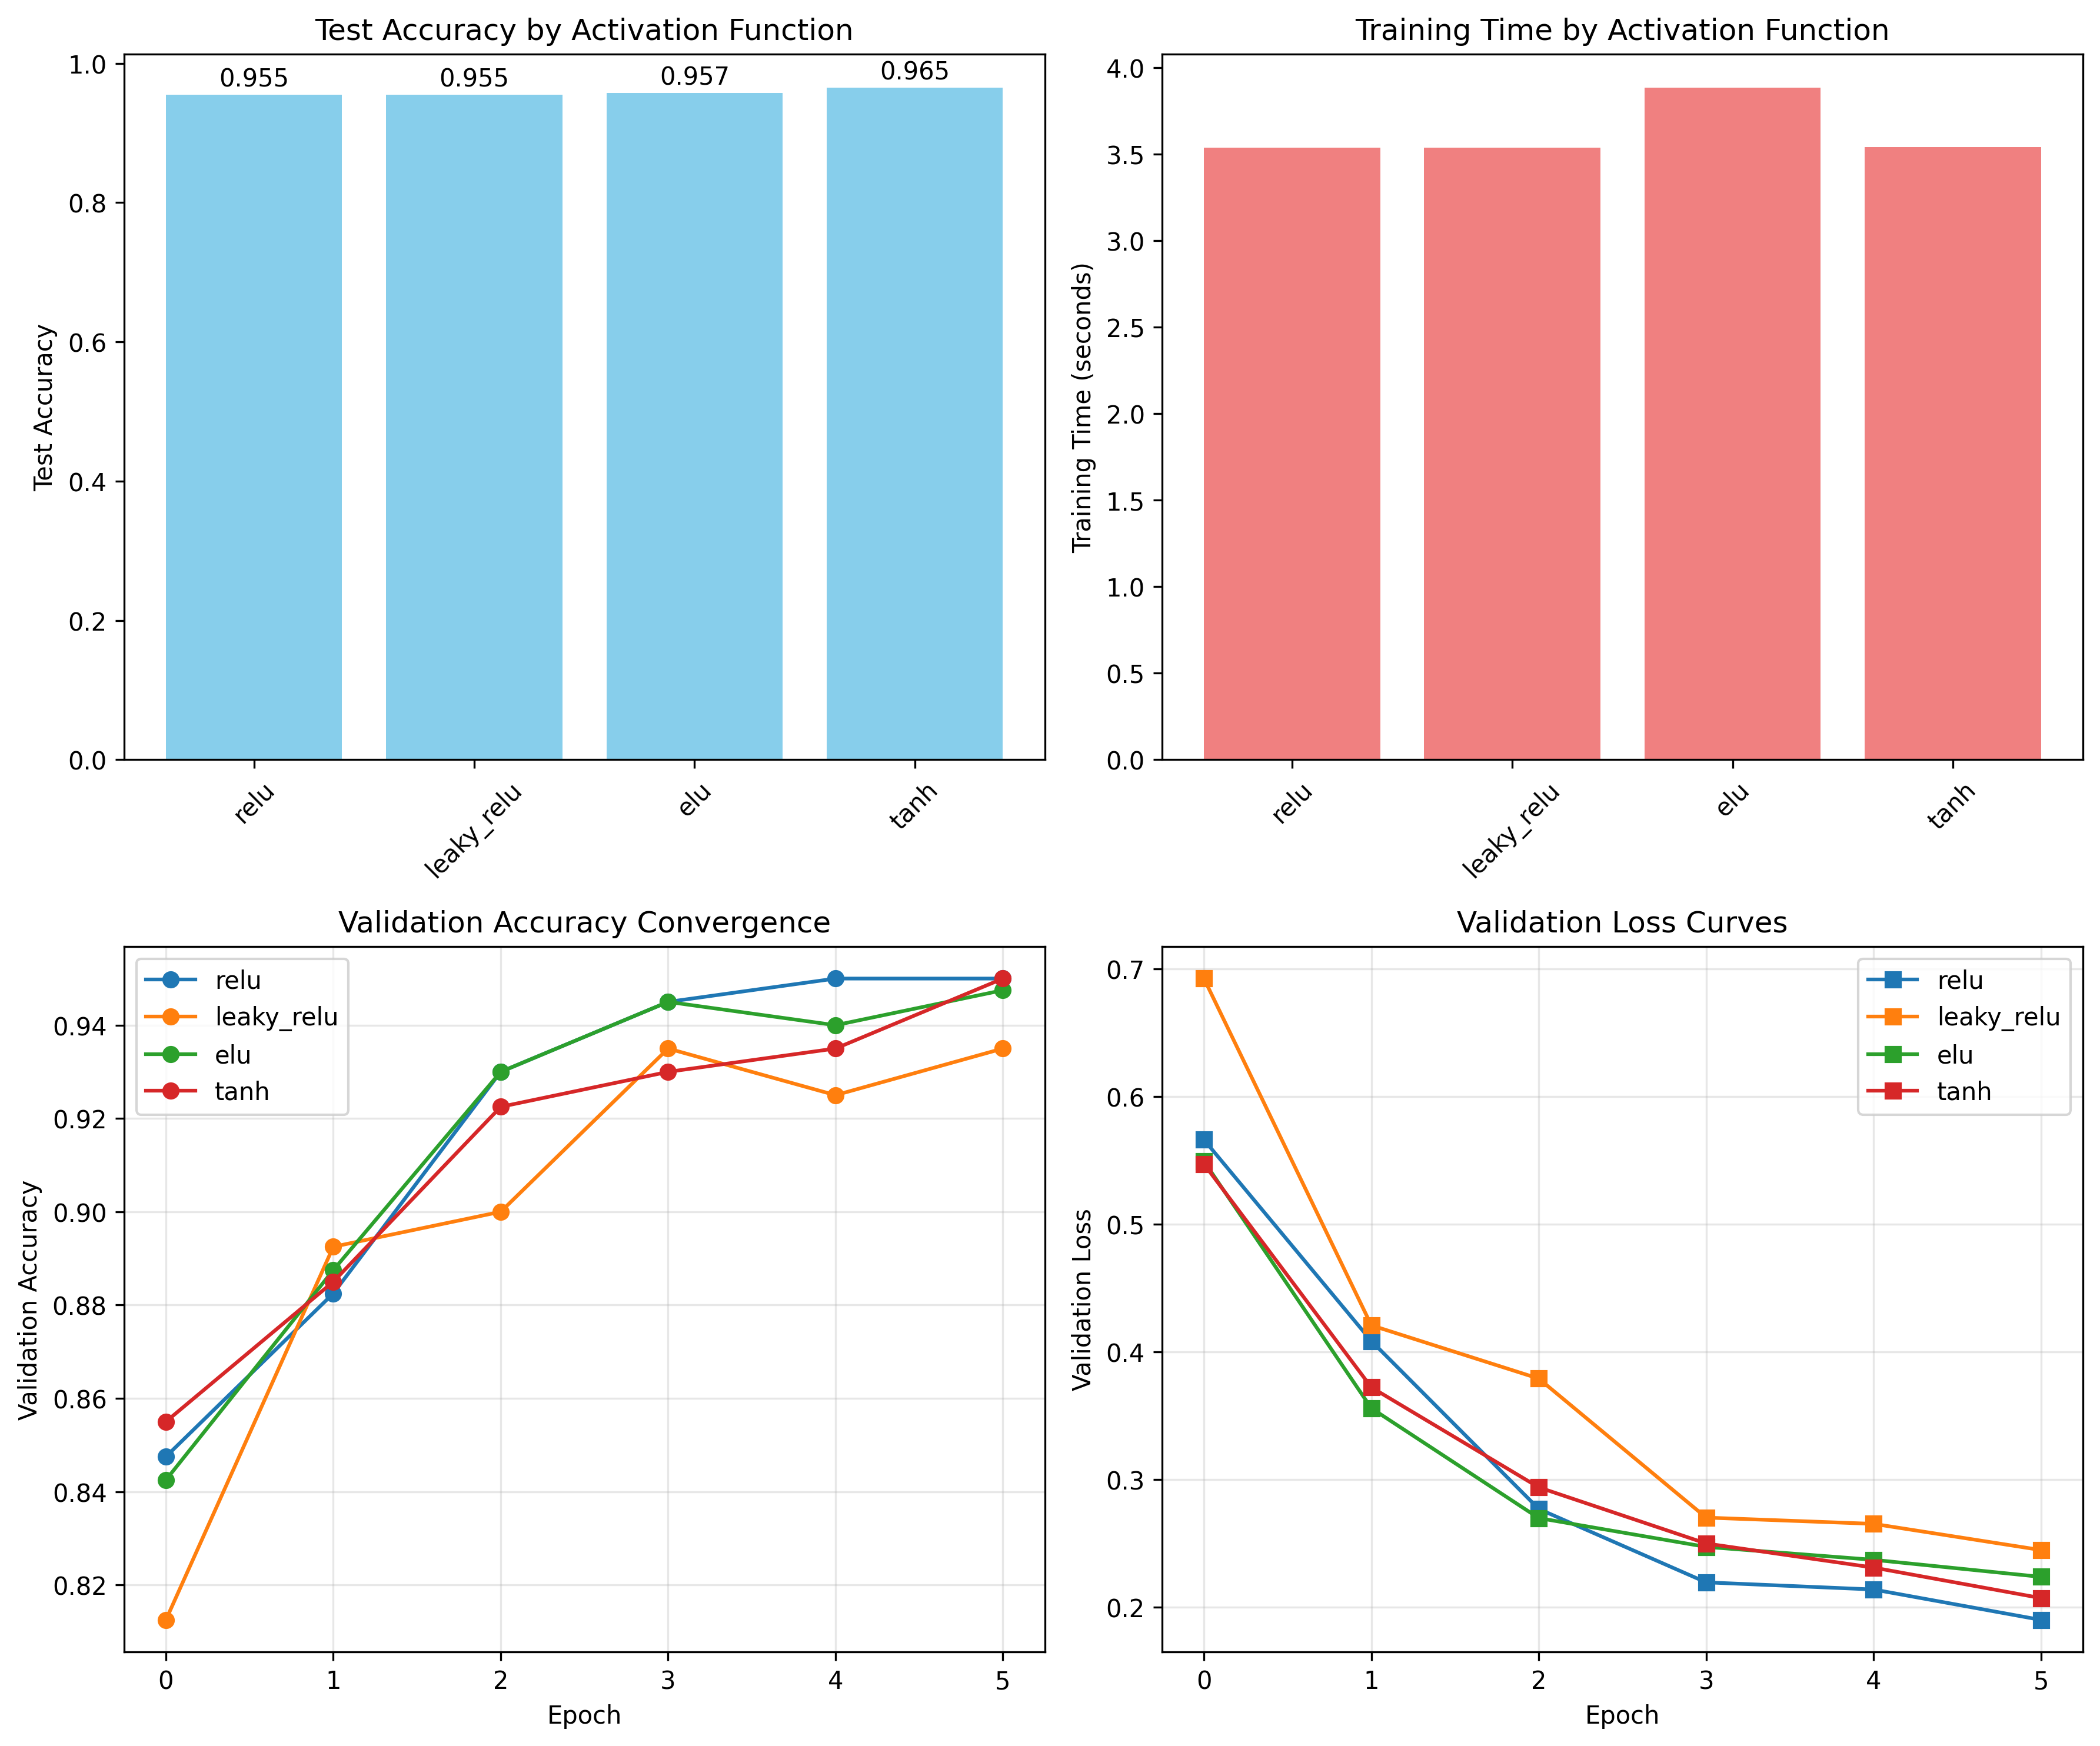 Test Accuracy by Activation Function
Test Accuracy
1.0
0.8
0.6
0.4
0.2
0.0
0.955
0.955
0.957
0.965
relu
leaky_relu
elu
tanh
Training Time by Activation Function
Training Time (seconds)
4.0
3.5
3.0
2.5
2.0
1.5
1.0
0.5
0.0
relu
leaky_relu
elu
tanh
Validation Accuracy Convergence
Validation Accuracy
relu
leaky_relu
elu
tanh
0.94
0.92
0.90
0.88
0.86
0.84
0.82
0 1 2 3 4 5
Epoch
Validation Loss Curves
Validation Loss
relu
leaky_relu
elu
tanh
0.7
0.6
0.5
0.4
0.3
0.2
0 1 2 3 4 5
Epoch